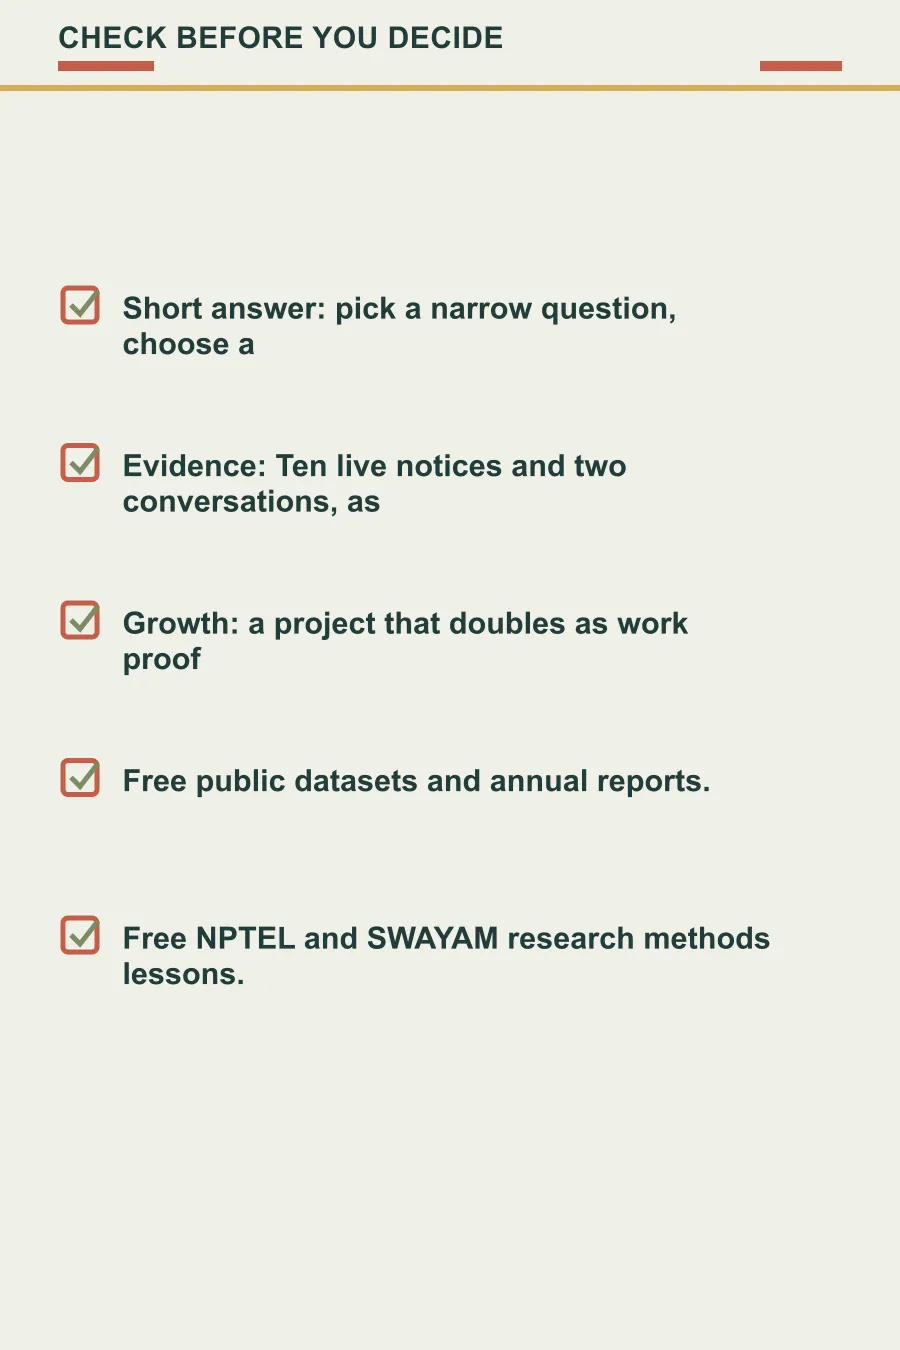 CHECK BEFORE YOU DECIDE
Short answer: pick a narrow question,
choose a
Evidence: Ten live notices and two
conversations, as
Growth: a project that doubles as work
proof
Free public datasets and annual reports.
Free NPTEL and SWAYAM research methods
lessons.